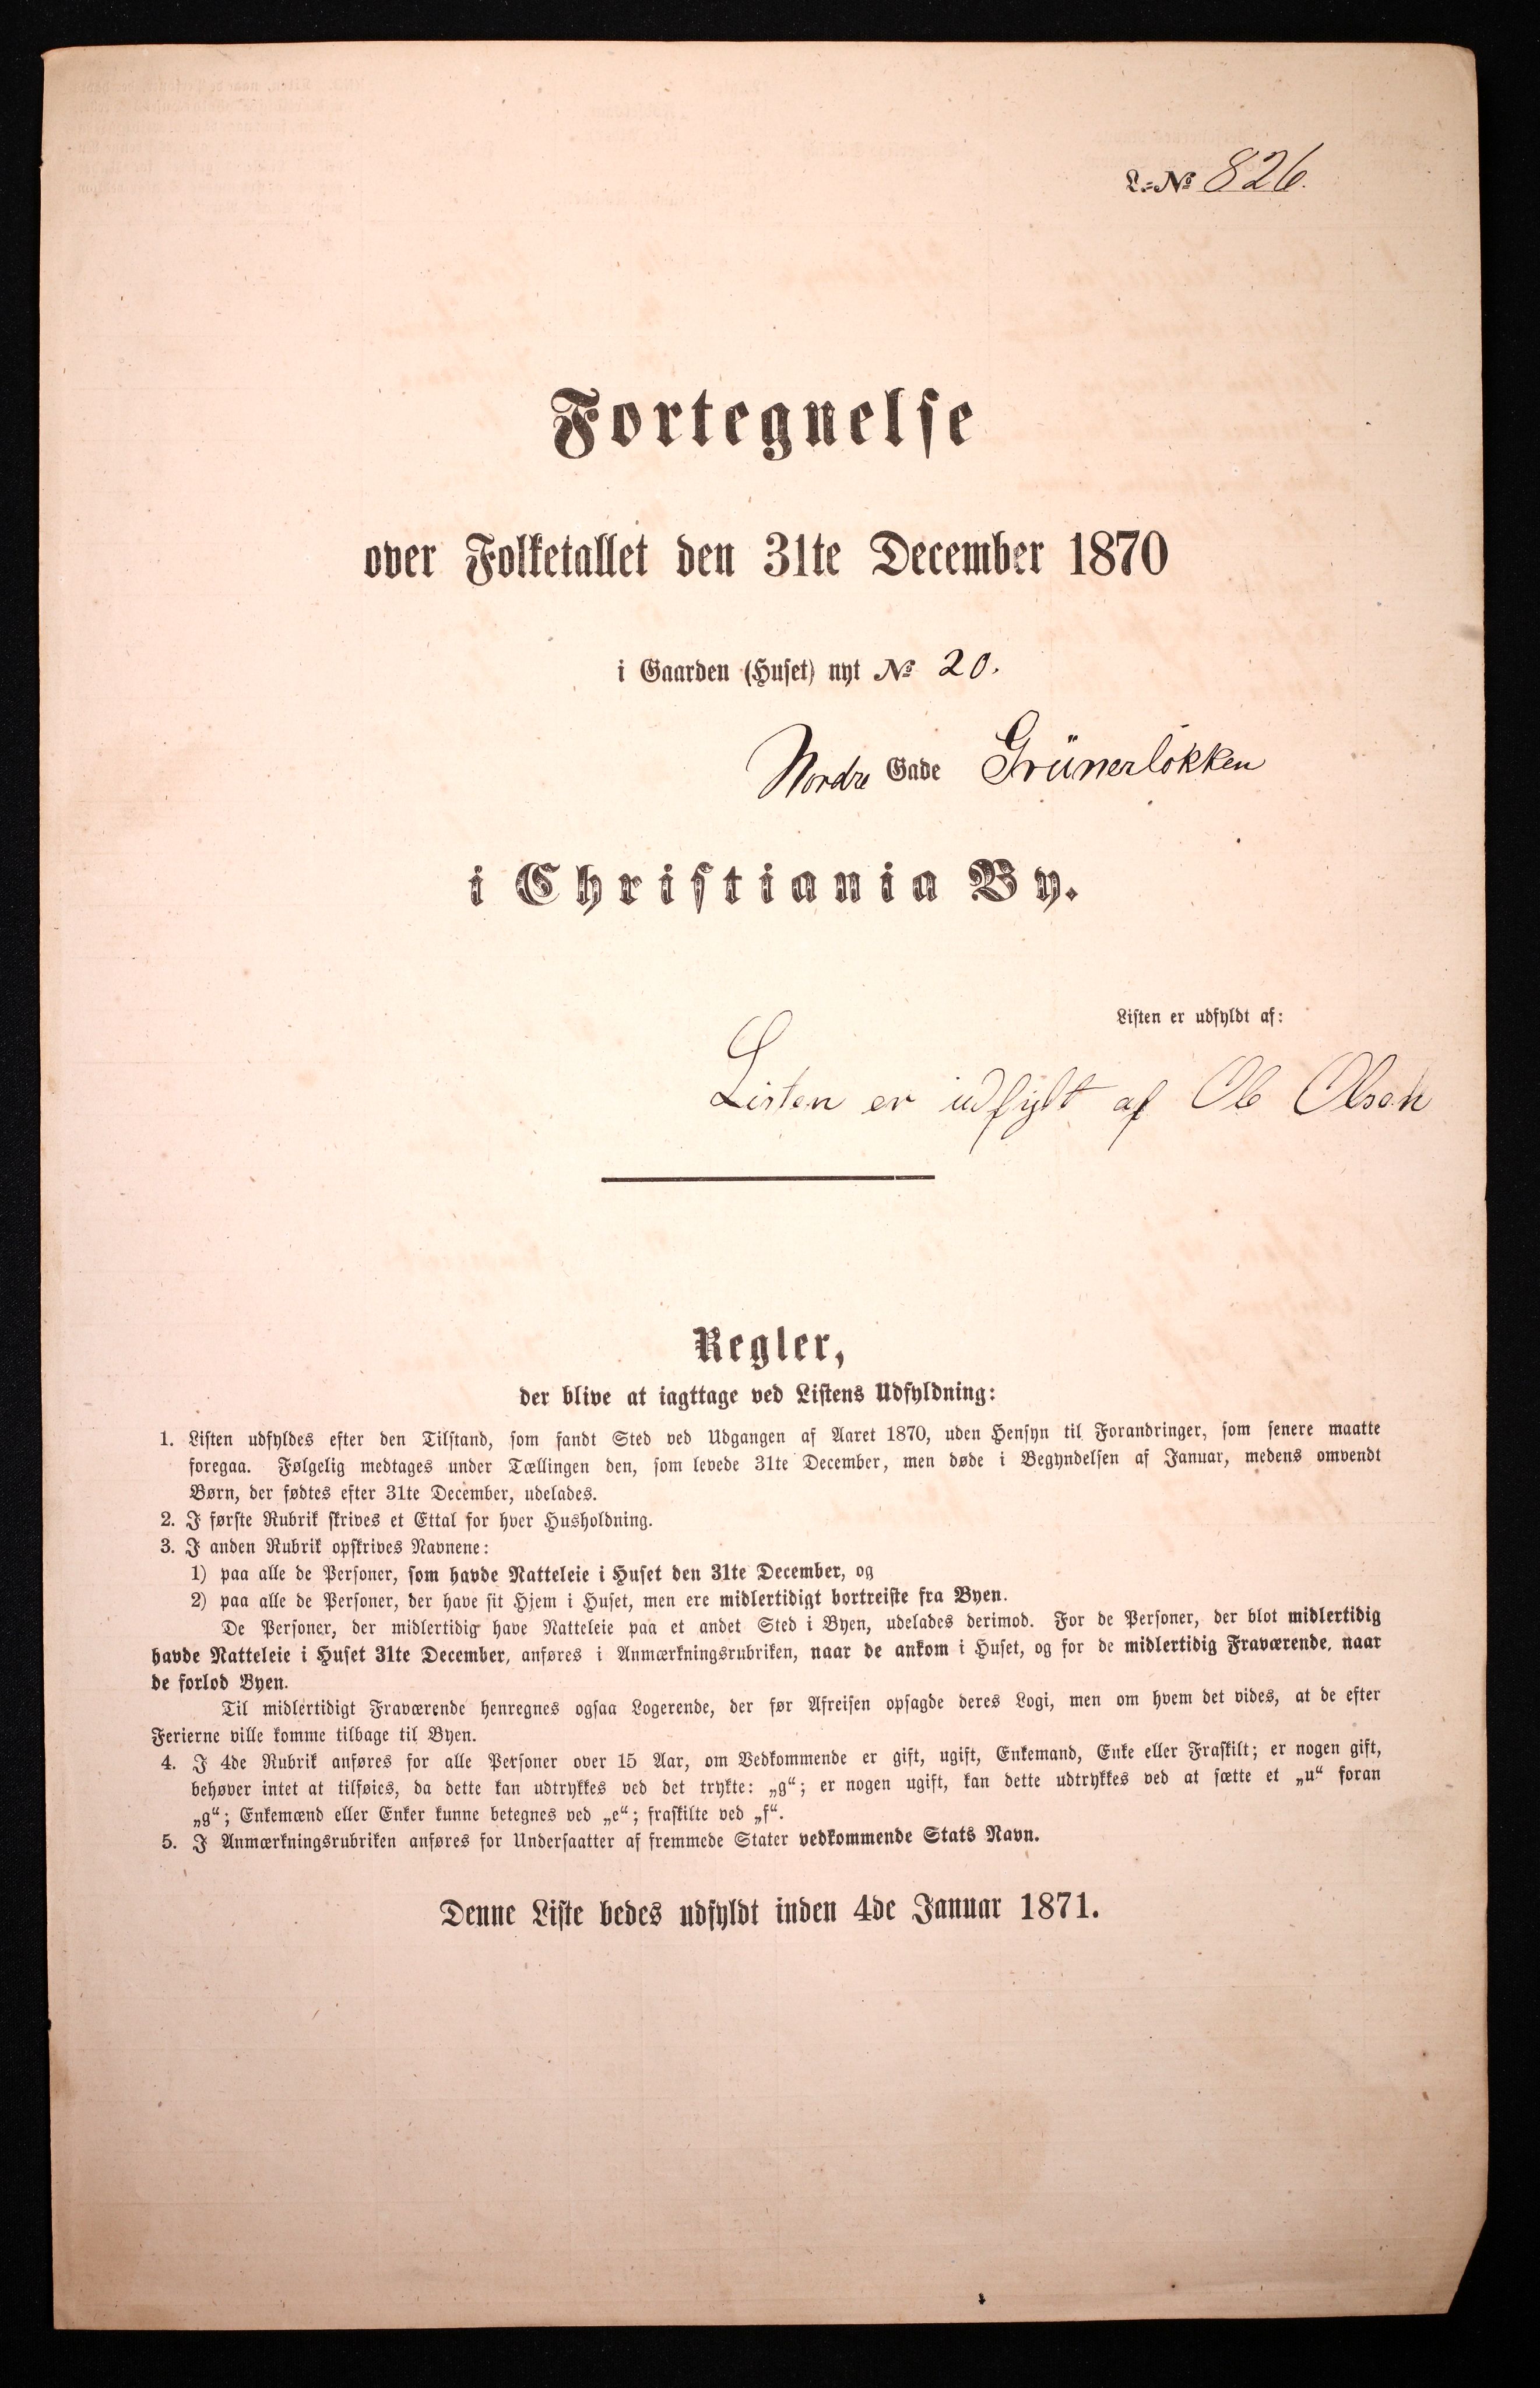 L.=№ 826.
Fortegnelse
over Folketallet den 31te December 1870
i Gaarden (Huset) nyt № 20.
Nordre Gade Grünerløkken
i Christiania By.
Listen er udfyldt af:
Listen er udfylt af Ole Olsen
Regler,
der blive at iagttage ved Listens Udfyldning:
1. Listen udfyldes efter den Tilstand, som fandt Sted ved Udgangen af Aaret 1870, uden Hensyn til Forandringer, som senere maatte
foregaa. Følgelig medtages under Tællingen den, som levede 31te December, men døde i Begyndelsen af Januar, medens omvendt
Børn, der fødtes efter 31te December, udelades.
2. I første Rubrik skrives et Ettal for hver Husholdning.
3. I anden Rubrik opskrives Navnene:
1) paa alle de Personer, som havde Natteleie i Huset den 31te December, og
2) paa alle de Personer, der have sit Hjem i Huset, men ere midlertidigt bortreiste fra Byen.
De Personer, der midlertidig have Natteleie paa et andet Sted i Byen, udelades derimod. For de Personer, der blot midlertidig
havde Natteleie i Huset 31te December, anføres i Anmærkningsrubriken, naar de ankom i Huset, og for de midlertidig Fraværende, naar
de forlod Byen.
Til midlertidigt Fraværende henregnes ogsaa Logerende, der før Afreisen opsagde deres Logi, men om hvem det vides, at de efter
Ferierne ville komme tilbage til Byen.
4. I 4de Rubrik anføres for alle Personer over 15 Aar, om Vedkommende er gift, ugift, Enkemand, Enke eller Fraskilt; er nogen gift,
behøver intet at tilføies, da dette kan udtrykkes ved det trykte: „g“; er nogen ugift, kan dette udtrykkes ved at sætte et „u“ foran
„g“; Enkemænd eller Enker kunne betegnes ved „e“; fraskilte ved „f“.
5. I Anmærkningsrubriken anføres for Undersaatter af fremmede Stater vedkommende Stats Navn.
Denne Liste bedes udfyldt inden 4de Januar 1871.